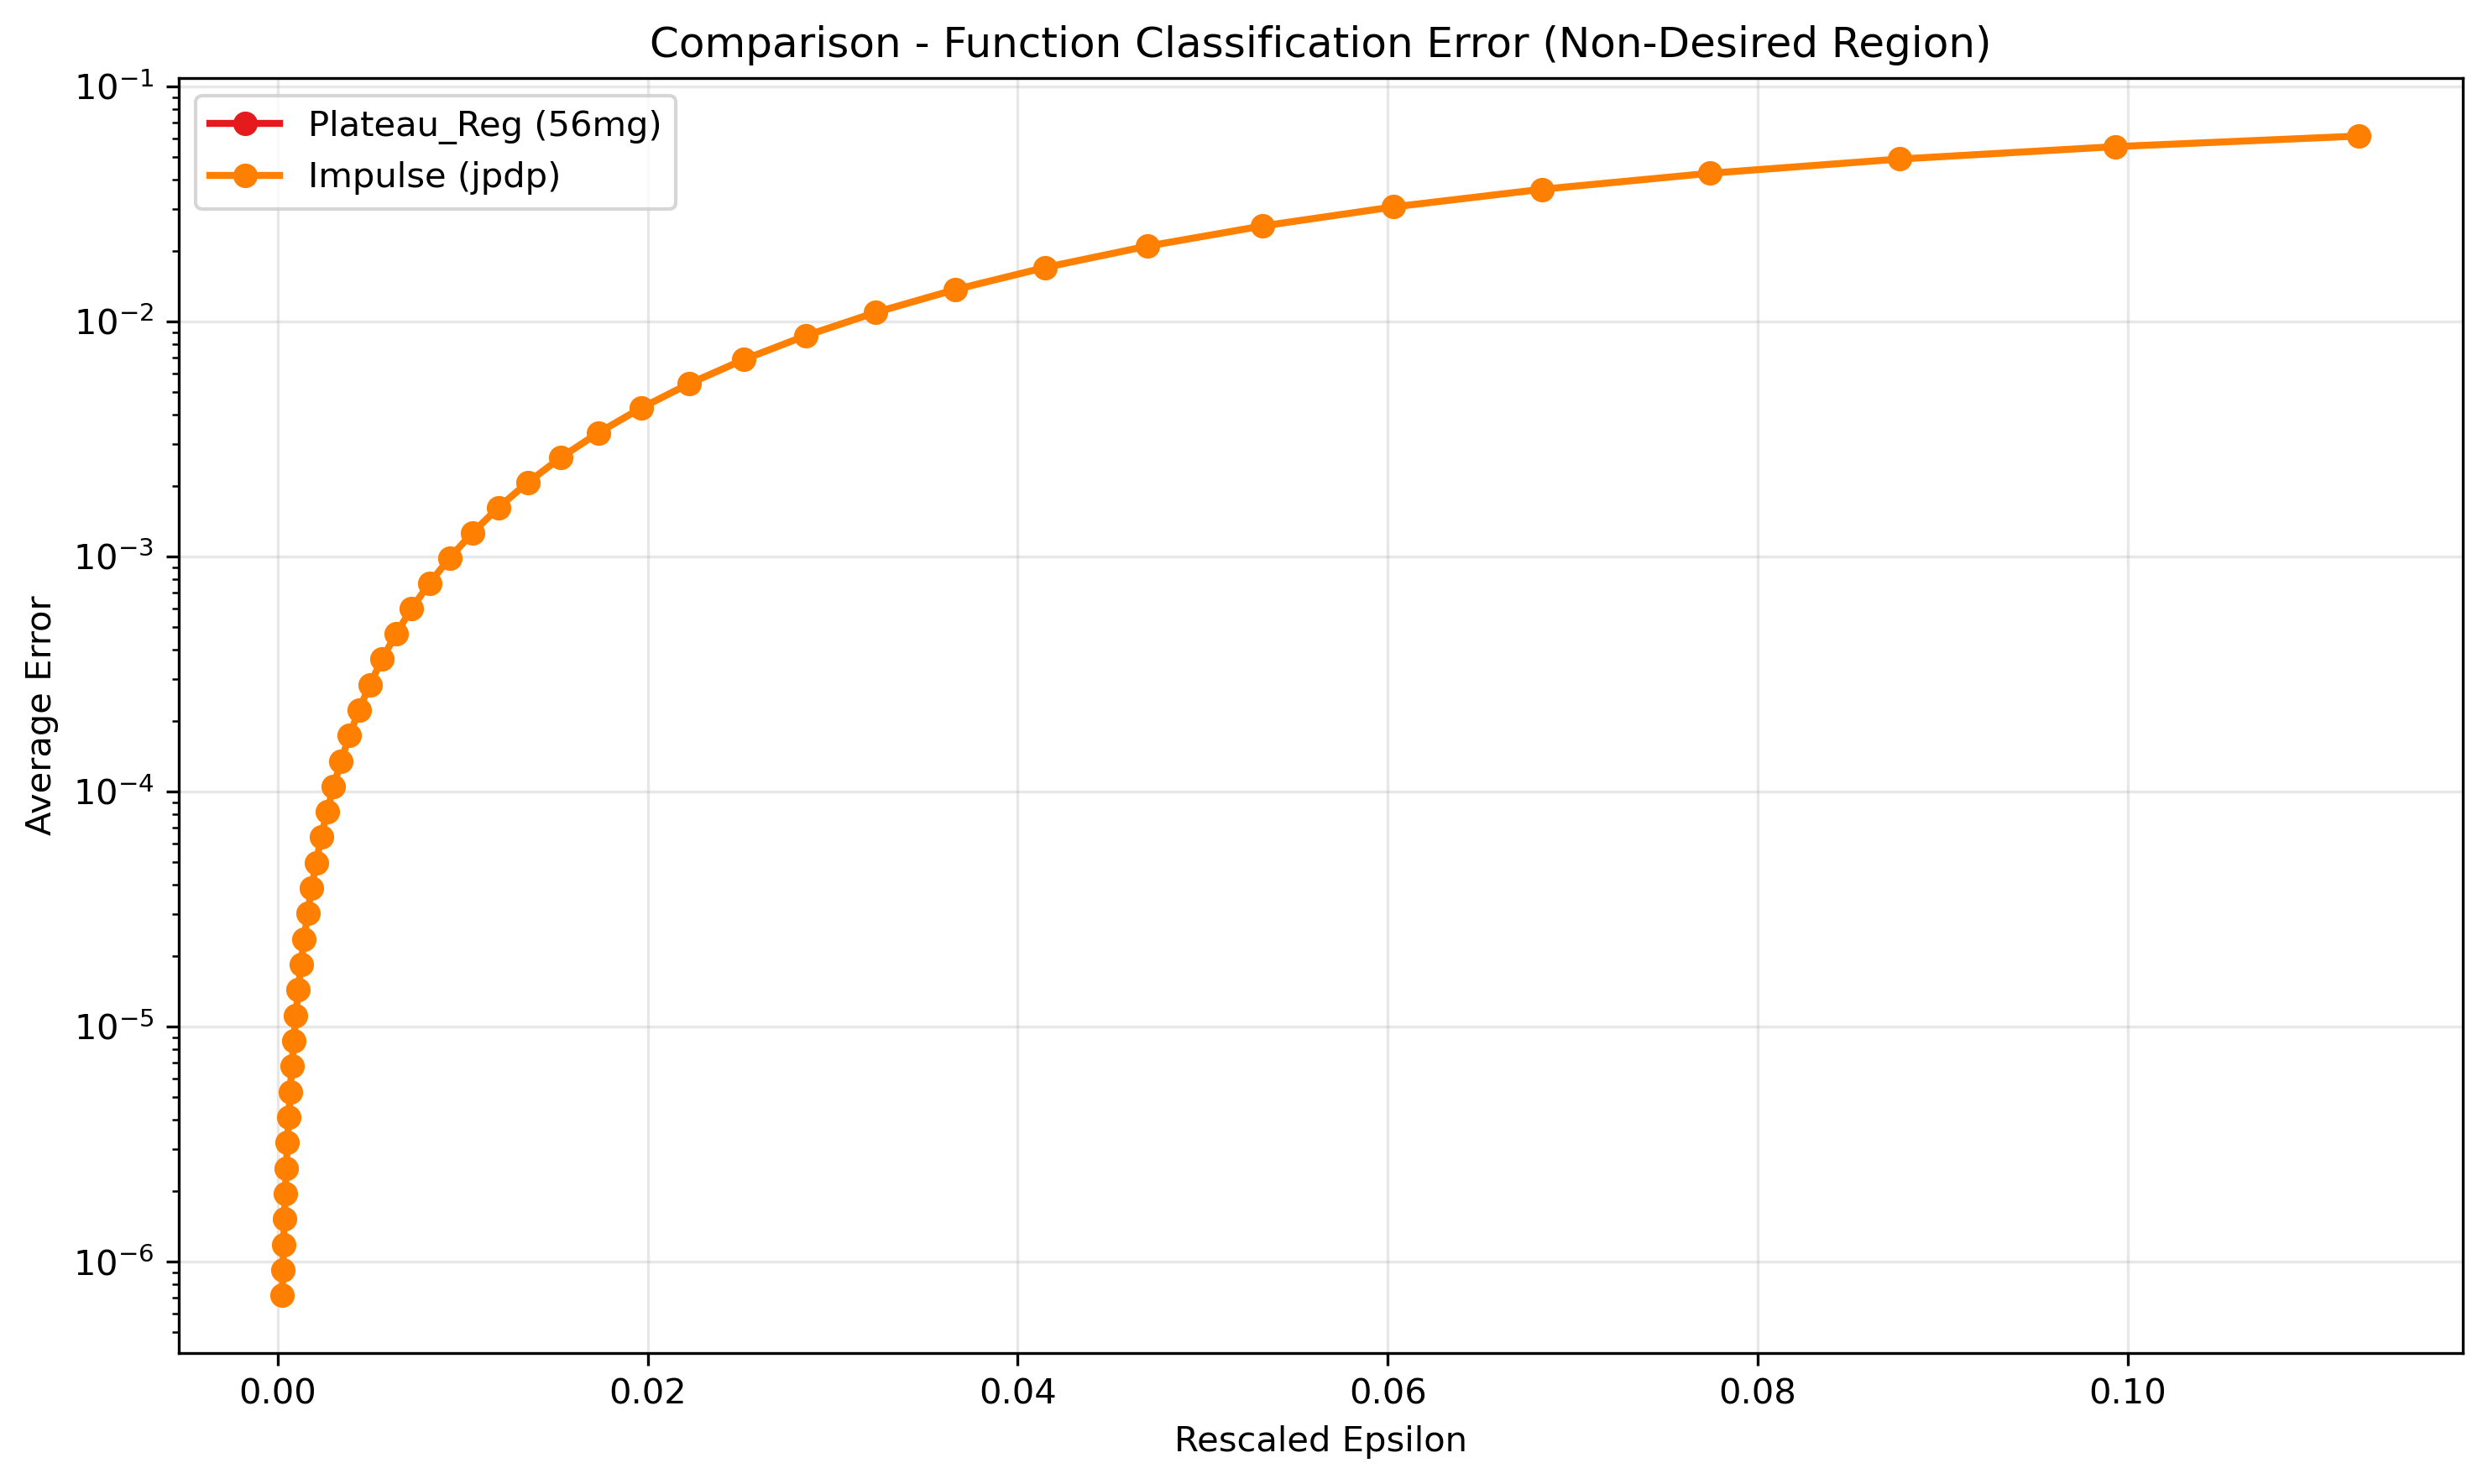 Comparison - Function Classification Error (Non-Desired Region)
Plateau_Reg (56mg)
Impulse (jpdp)
Average Error
10⁻¹
10⁻²
10⁻³
10⁻⁴
10⁻⁵
10⁻⁶
0.00 0.02 0.04 0.06 0.08 0.10
Rescaled Epsilon